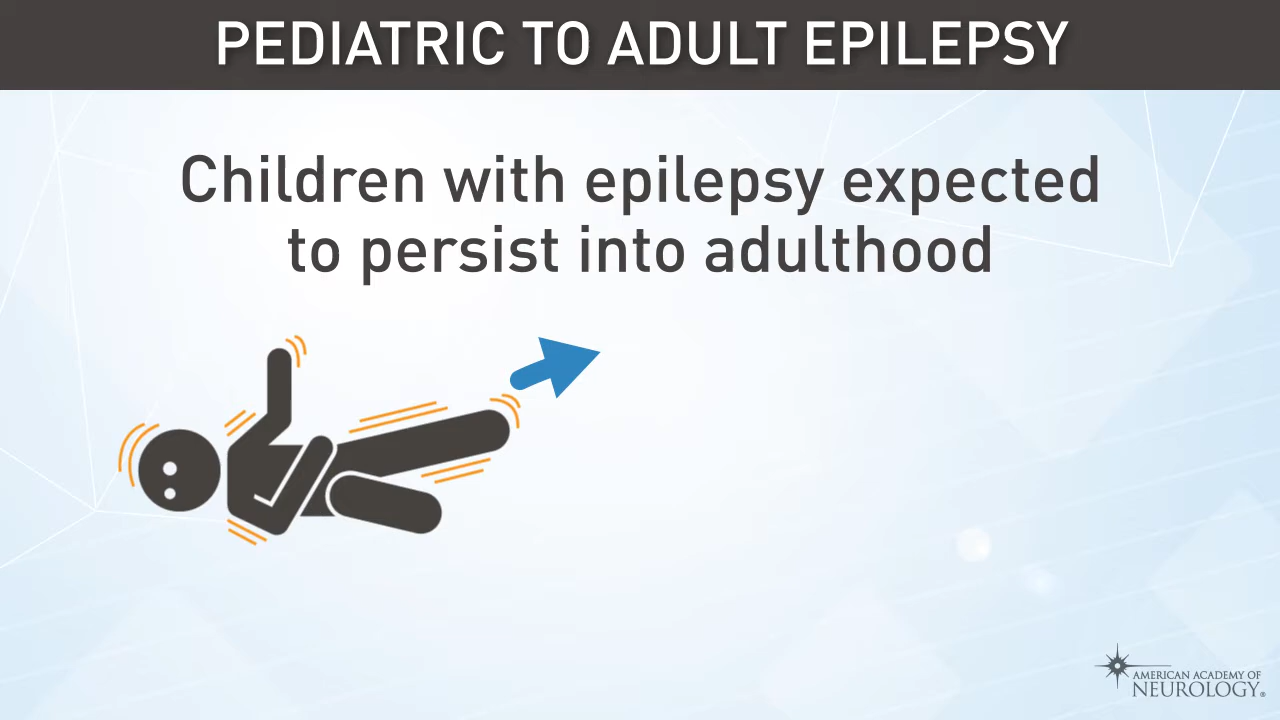 PEDIATRIC TO ADULT EPILEPSY
Children with epilepsy expected
to persist into adulthood
AMERICAN ACADEMY OF
NEUROLOGY®